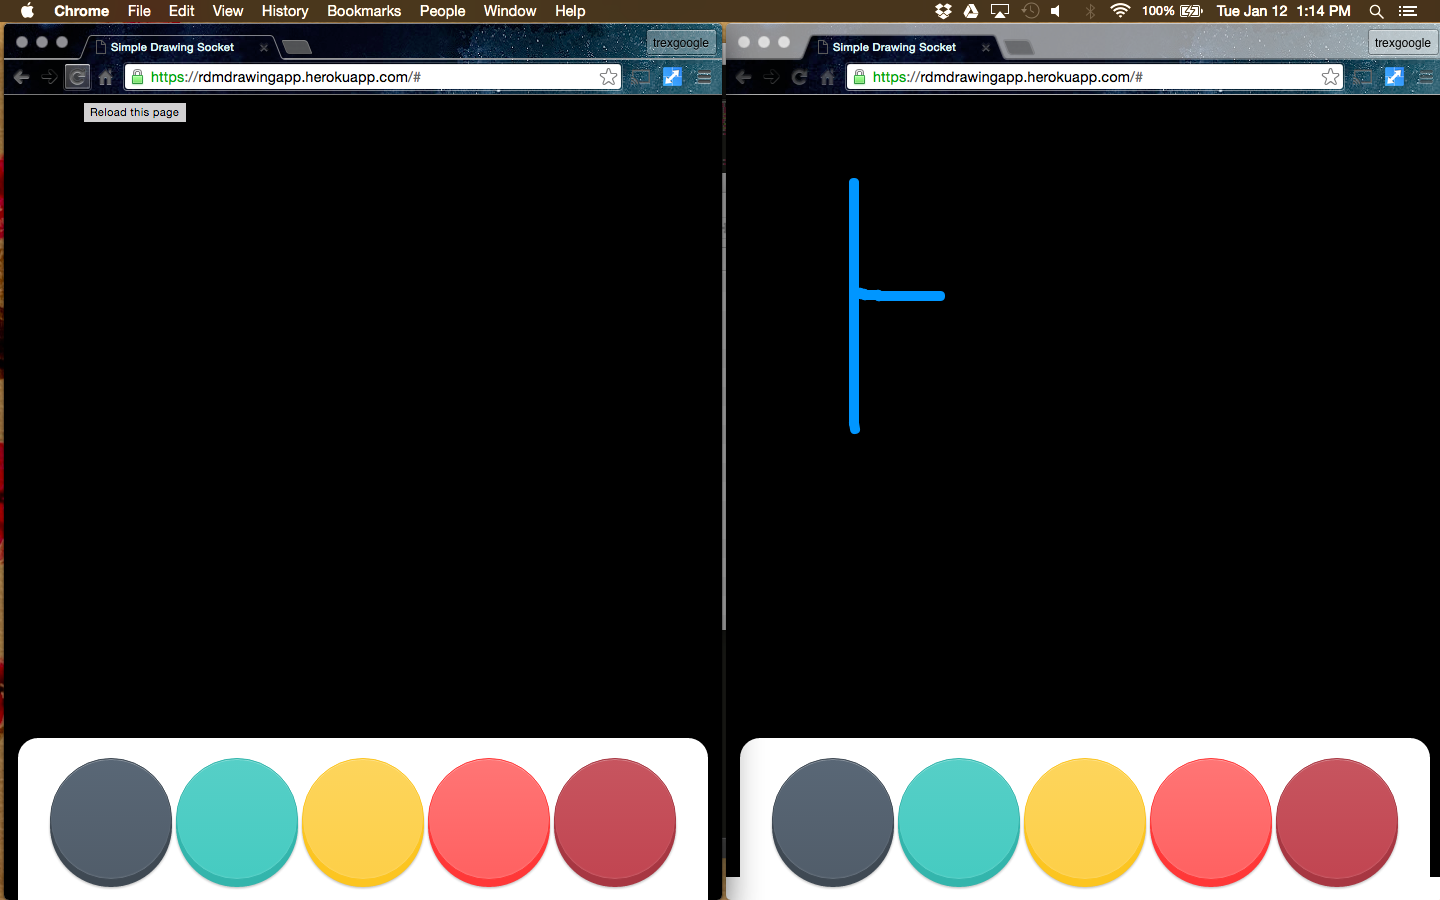 Chrome File Edit View History Bookmarks People Window Help 100% Tue Jan 12 1:14 PM
Simple Drawing Socket trexgoogle
https://rdmdrawingapp.herokuapp.com/#
Reload this page
Simple Drawing Socket trexgoogle
https://rdmdrawingapp.herokuapp.com/#